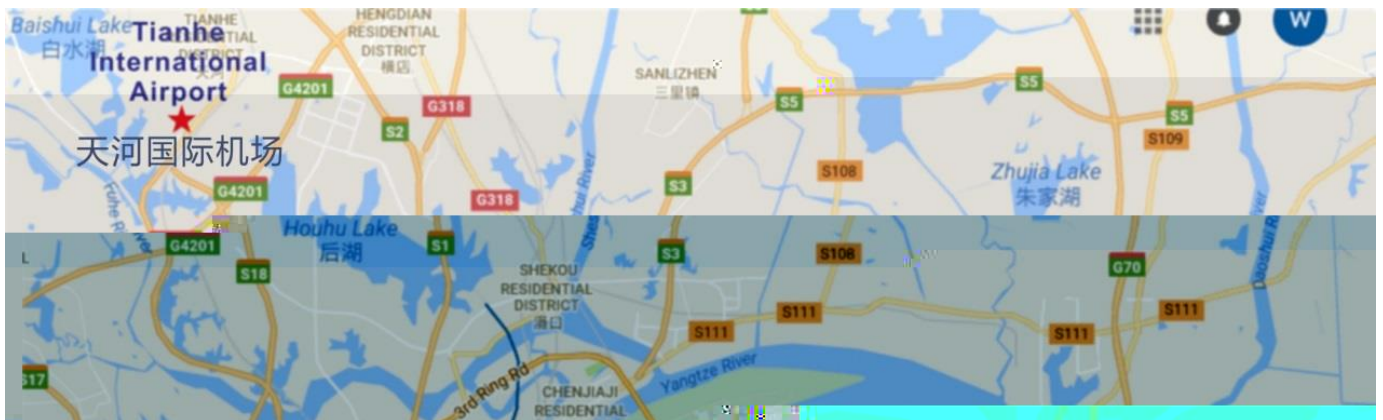 Baishui Lake
白水湖
TIANHE
DISTRICT
Tianhe
International
Airport
天河国际机场
HENGDIAN
RESIDENTIAL
DISTRICT
横店
G4201
G318
S2
SANLIZHEN
三里镇
S5
S5
S5
S109
S108
S3
G318
G4201
Zhujia Lake
朱家湖
Houhu Lake
后湖
G4201
S18
S1
S3
S108
G70
SHEKOU
RESIDENTIAL
DISTRICT
滠口
S111
S111
S111
S111
Yangtze River
3rd Ring Rd
CHENJIAJI
RESIDENTIAL
S17
W